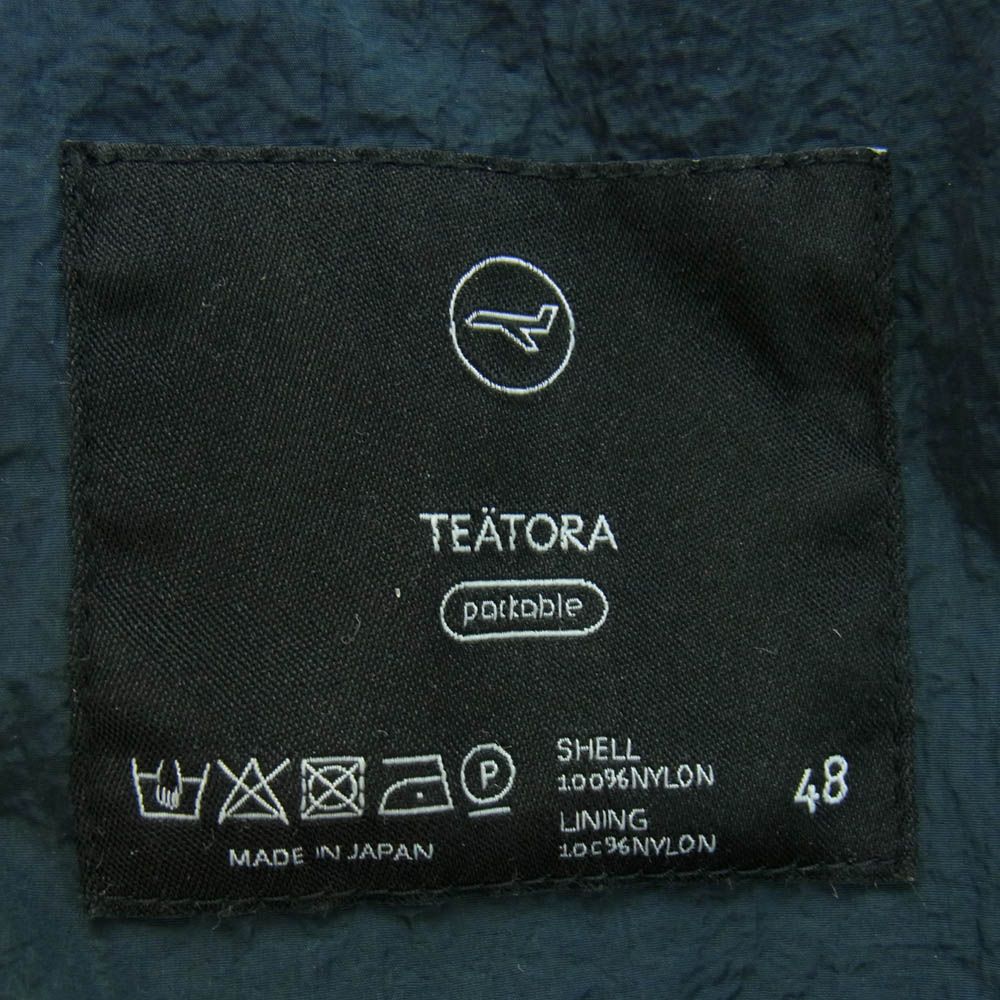 TEÄTORA
packable
P
SHELL
100%NYLON
LINING
100%NYLON
48
MADE IN JAPAN